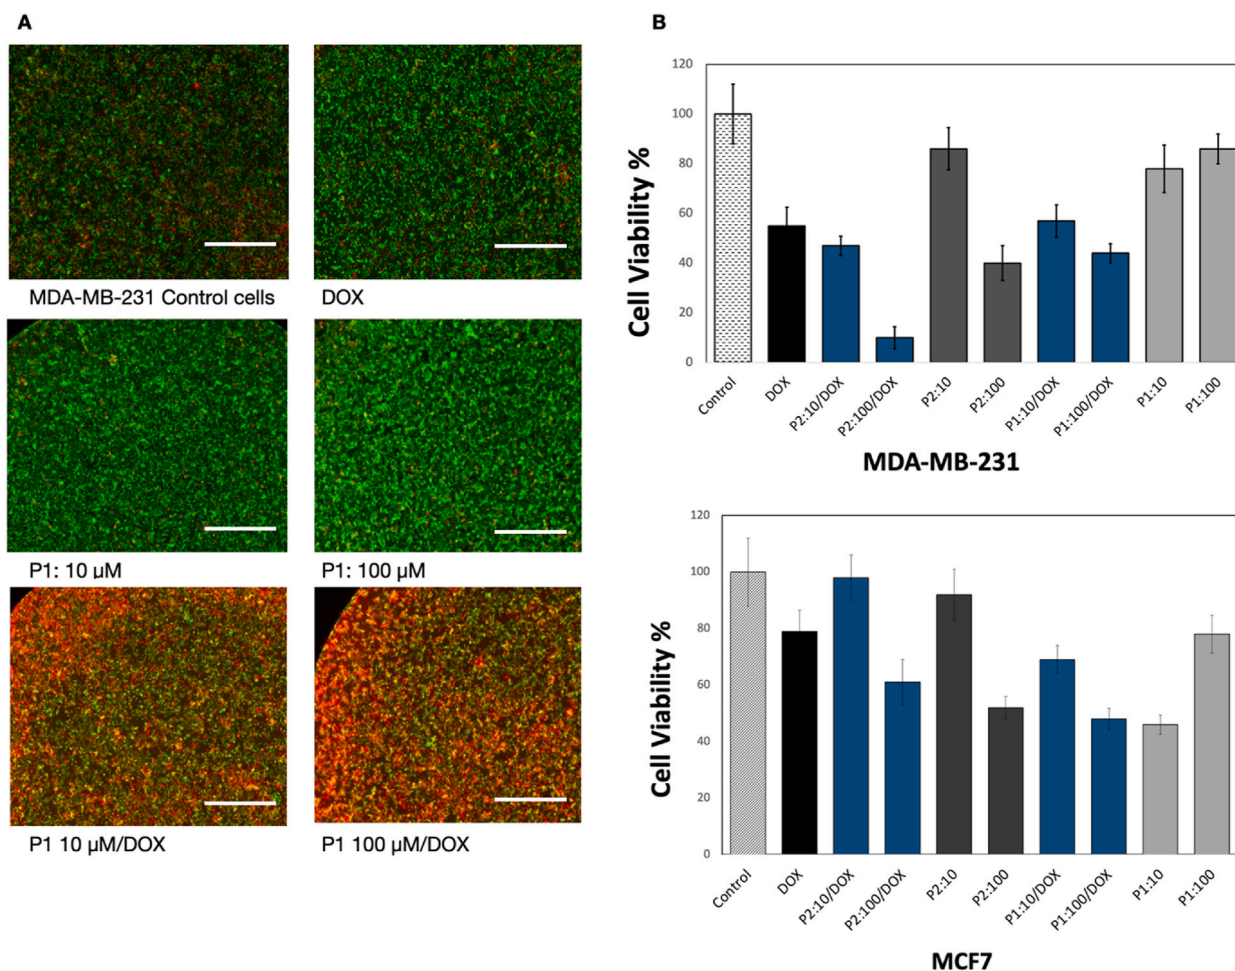 A
MDA-MB-231 Control cells
DOX
P1: 10 µM
P1: 100 µM
P1 10 µM/DOX
P1 100 µM/DOX
B
Cell Viability %
120
100
80
60
40
20
0
Control
DOX
P2:10/DOX
P2:100/DOX
P2:10
P2:100
P1:10/DOX
P1:100/DOX
P1:10
P1:100
MDA-MB-231
Cell Viability %
120
100
80
60
40
20
0
Control
DOX
P2:10/DOX
P2:100/DOX
P2:10
P2:100
P1:10/DOX
P1:100/DOX
P1:10
P1:100
MCF7